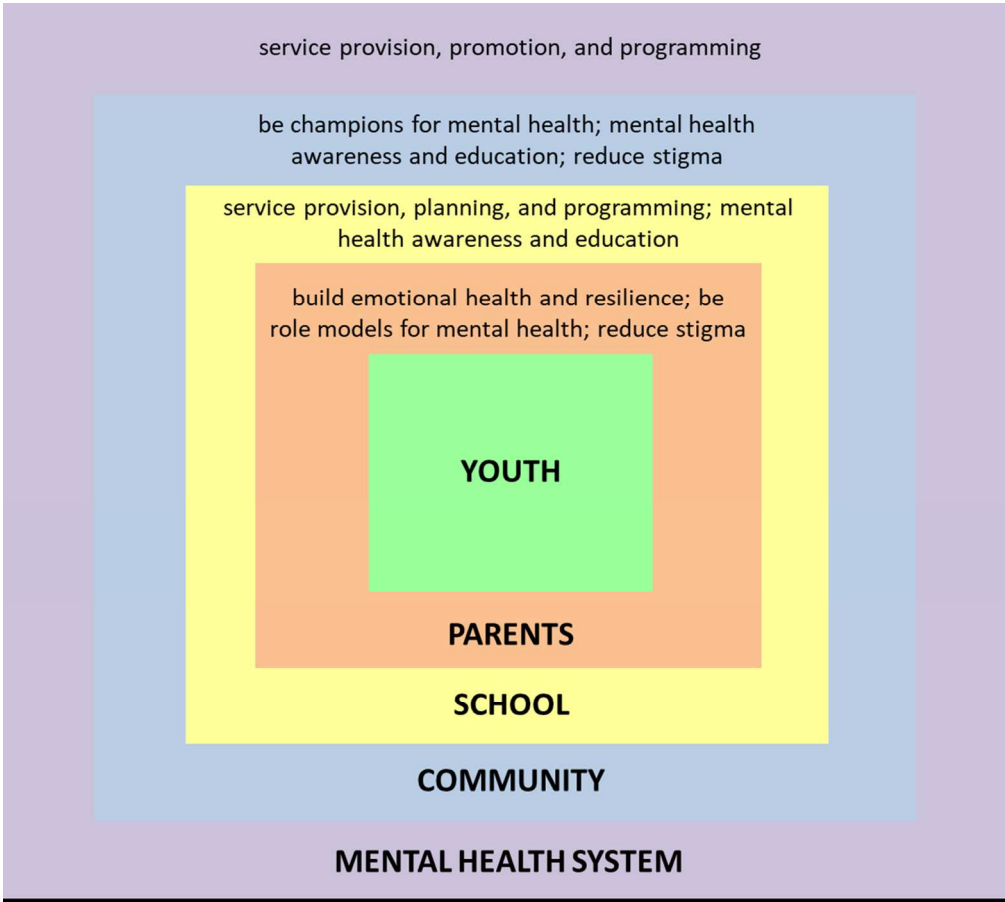 service provision, promotion, and programming
be champions for mental health; mental health
awareness and education; reduce stigma
service provision, planning, and programming; mental
health awareness and education
build emotional health and resilience; be
role models for mental health; reduce stigma
YOUTH
PARENTS
SCHOOL
COMMUNITY
MENTAL HEALTH SYSTEM